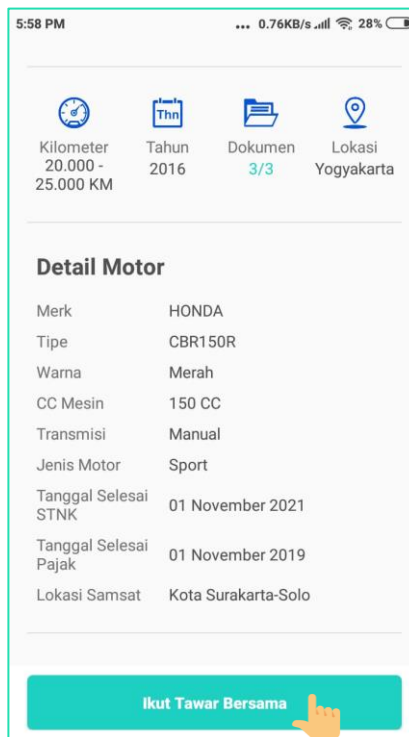 5:58 PM ... 0.76KB/s 28%
Thn
Kilometer Tahun Dokumen Lokasi
20.000 - 2016 3/3 Yogyakarta
25.000 KM
Detail Motor
Merk HONDA
Tipe CBR150R
Warna Merah
CC Mesin 150 CC
Transmisi Manual
Jenis Motor Sport
Tanggal Selesai
STNK 01 November 2021
Tanggal Selesai
Pajak 01 November 2019
Lokasi Samsat Kota Surakarta-Solo
Ikut Tawar Bersama